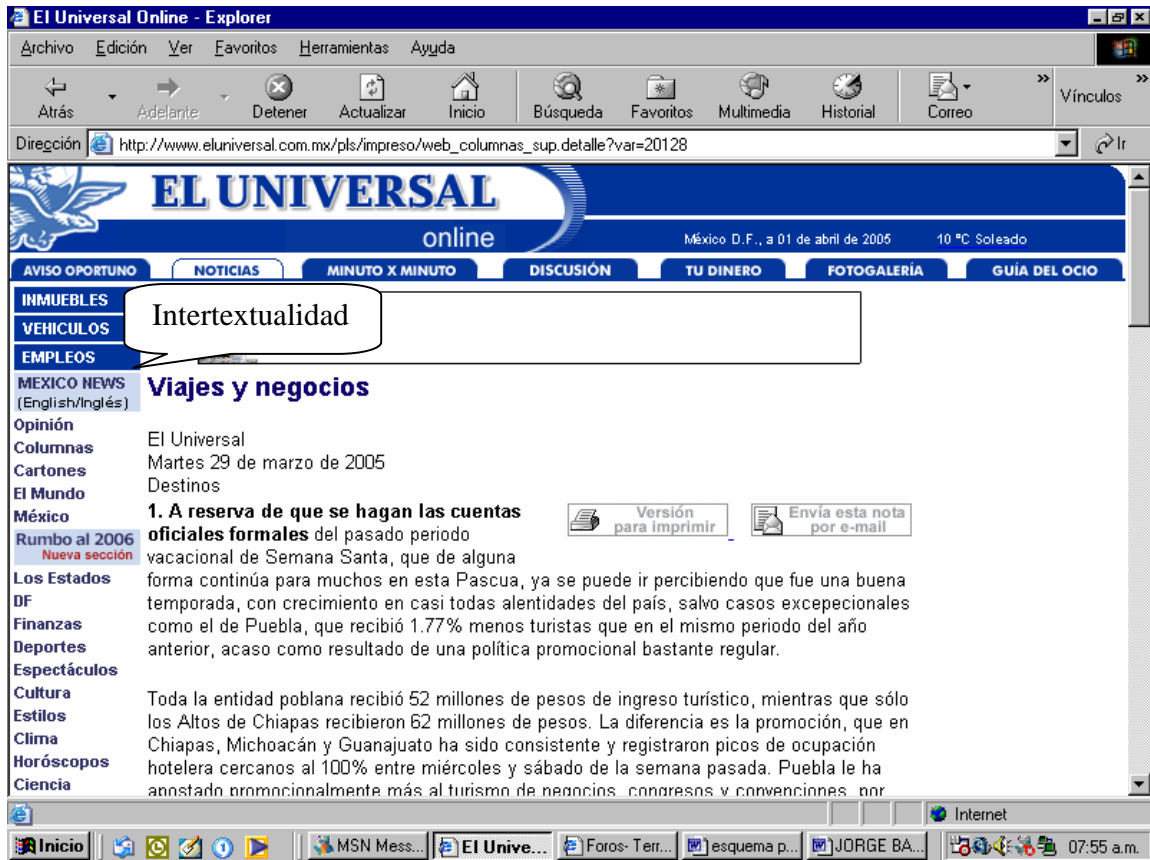 El Universal Online - Explorer
Archivo Edición Ver Favoritos Herramientas Ayuda
Atrás Adelante Detener Actualizar Inicio Búsqueda Favoritos Multimedia Historial Correo » Vínculos »
Dirección http://www.eluniversal.com.mx/pls/impreso/web_columnas_sup.detalle?var=20128 Ir
EL UNIVERSAL
online México D.F., a 01 de abril de 2005 10 °C Soleado
AVISO OPORTUNO NOTICIAS MINUTO X MINUTO DISCUSIÓN TU DINERO FOTOGALERÍA GUÍA DEL OCIO
INMUEBLES
VEHICULOS
EMPLEOS
Intertextualidad
MEXICO NEWS
(English/Inglés)
Opinión
Columnas
Cartones
El Mundo
México
Rumbo al 2006
Nueva sección
Los Estados
DF
Finanzas
Deportes
Espectáculos
Cultura
Estilos
Clima
Horóscopos
Ciencia
Viajes y negocios
El Universal
Martes 29 de marzo de 2005
Destinos
Versión
para imprimir
Envía esta nota
por e-mail
1. A reserva de que se hagan las cuentas
oficiales formales del pasado periodo
vacacional de Semana Santa, que de alguna
forma continúa para muchos en esta Pascua, ya se puede ir percibiendo que fue una buena
temporada, con crecimiento en casi todas alentidades del país, salvo casos excepecionales
como el de Puebla, que recibió 1.77% menos turistas que en el mismo periodo del año
anterior, acaso como resultado de una política promocional bastante regular.
Toda la entidad poblana recibió 52 millones de pesos de ingreso turístico, mientras que sólo
los Altos de Chiapas recibieron 62 millones de pesos. La diferencia es la promoción, que en
Chiapas, Michoacán y Guanajuato ha sido consistente y registraron picos de ocupación
hotelera cercanos al 100% entre miércoles y sábado de la semana pasada. Puebla le ha
apostado promocionalmente más al turismo de negocios, congresos y convenciones, por
Internet
Inicio MSN Mess... El Unive... Foros- Terr... esquema p... JORGE BA... 07:55 a.m.